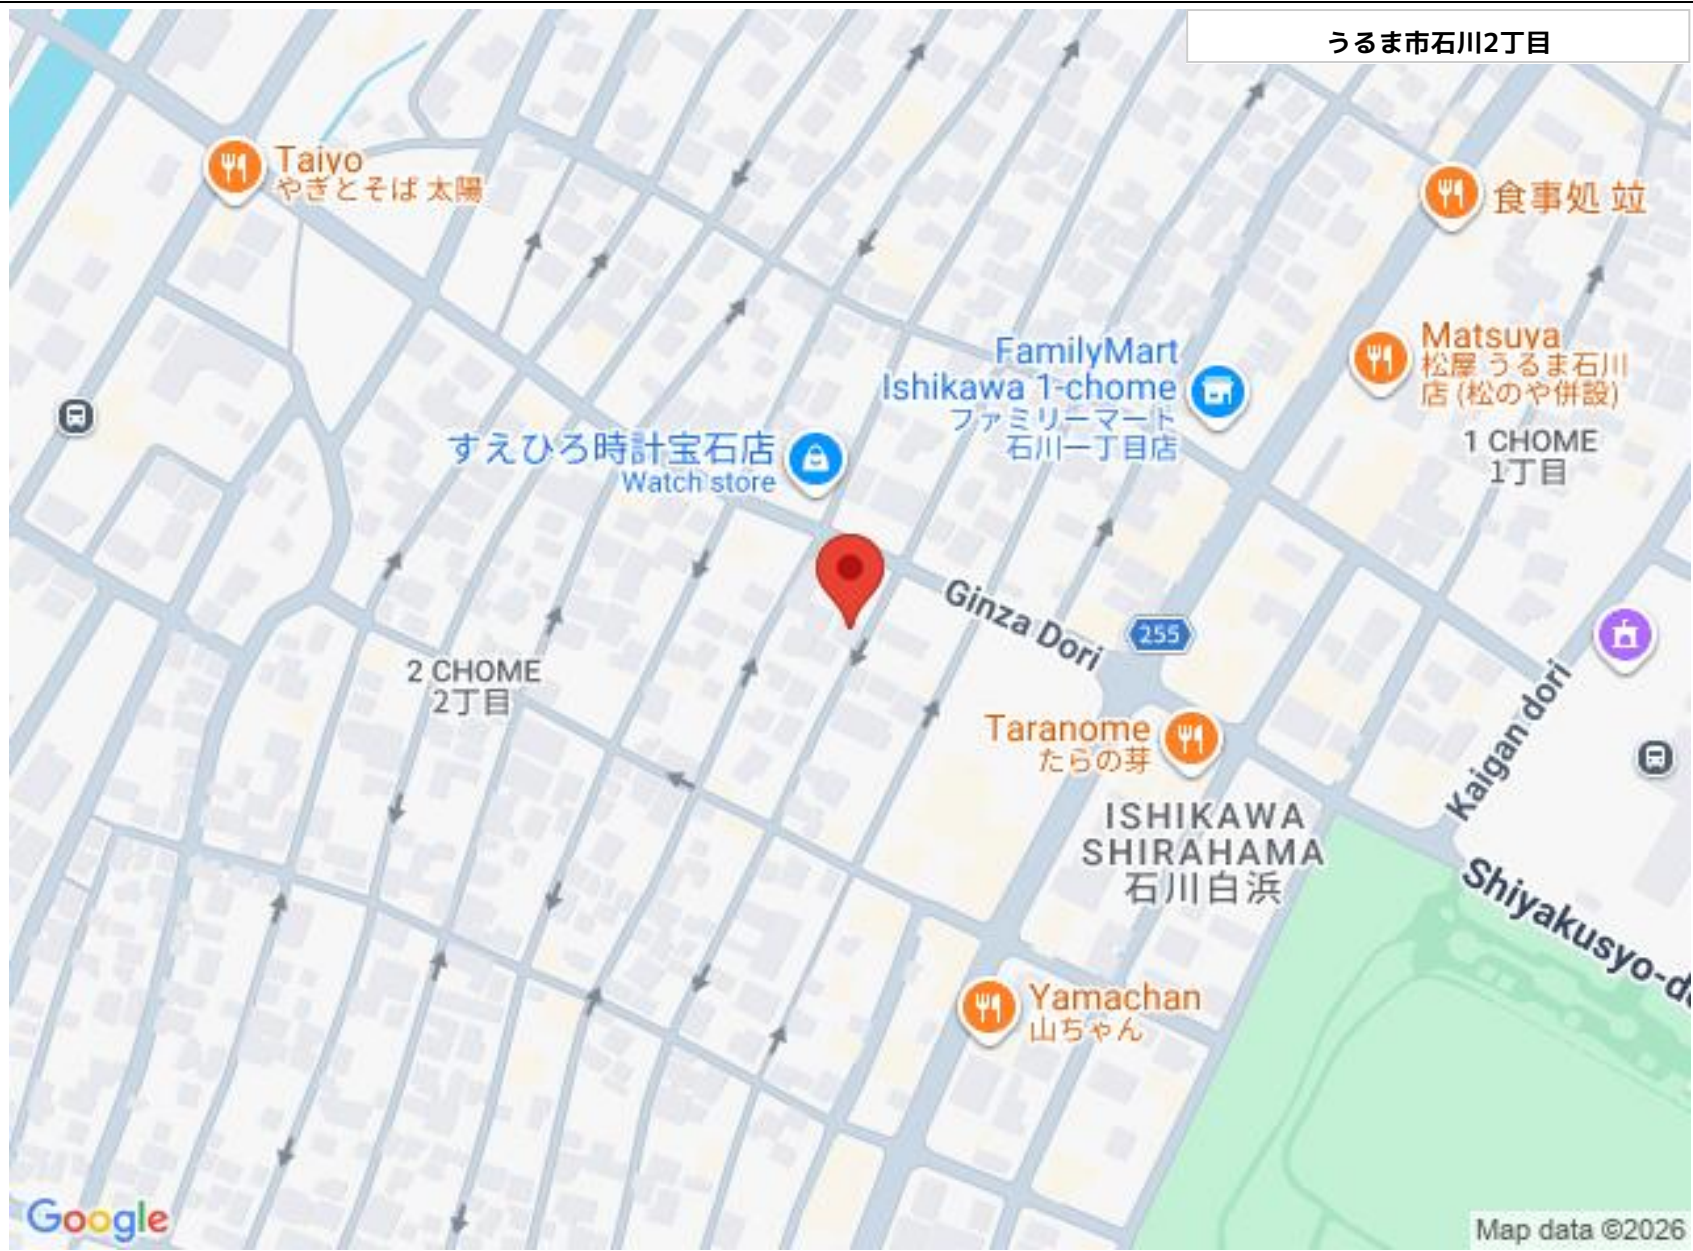 うるま市石川2丁目
Taiyo
やぎとそば 太陽
食事処 竝
FamilyMart
Ishikawa 1-chome
ファミリーマート
石川一丁目店
Matsuya
松屋 うるま石川
店 (松のや併設)
1 CHOME
1丁目
すえひろ時計宝石店
Watch store
Ginza Dori
255
2 CHOME
2丁目
Kaigan dori
Taranome
たらの芽
ISHIKAWA
SHIRAHAMA
石川白浜
Shiyakusyo-do
Yamachan
山ちゃん
Google
Map data ©2026